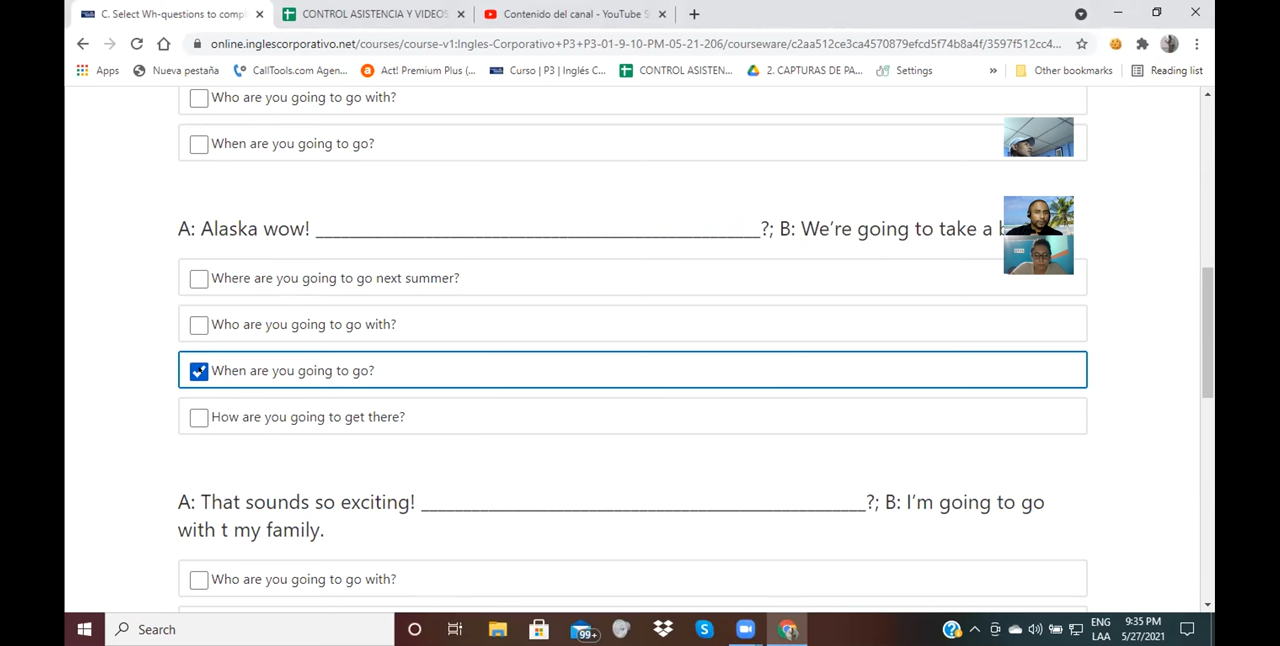 C. Select Wh-questions to comp
CONTROL ASISTENCIA Y VIDEOS
Contenido del canal - YouTube S
online.inglescorporativo.net/courses/course-v1:Ingles-Corporativo+P3+P3-01-9-10-PM-05-21-206/courseware/c2aa512ce3ca4570879efcd5f74b8a4f/3597f512cc4...
Apps
Nueva pestaña
CallTools.com Agen...
Act! Premium Plus (...
Curso | P3 | Inglés C...
CONTROL ASISTEN...
2. CAPTURAS DE PA...
Settings
»
Other bookmarks
Reading list
Who are you going to go with?
When are you going to go?
A: Alaska wow! ________________________________________?; B: We're going to take a
Where are you going to go next summer?
Who are you going to go with?
When are you going to go?
How are you going to get there?
A: That sounds so exciting! ________________________________________?; B: I'm going to go
with t my family.
Who are you going to go with?
Search
99+
ENG
LAA
9:35 PM
5/27/2021